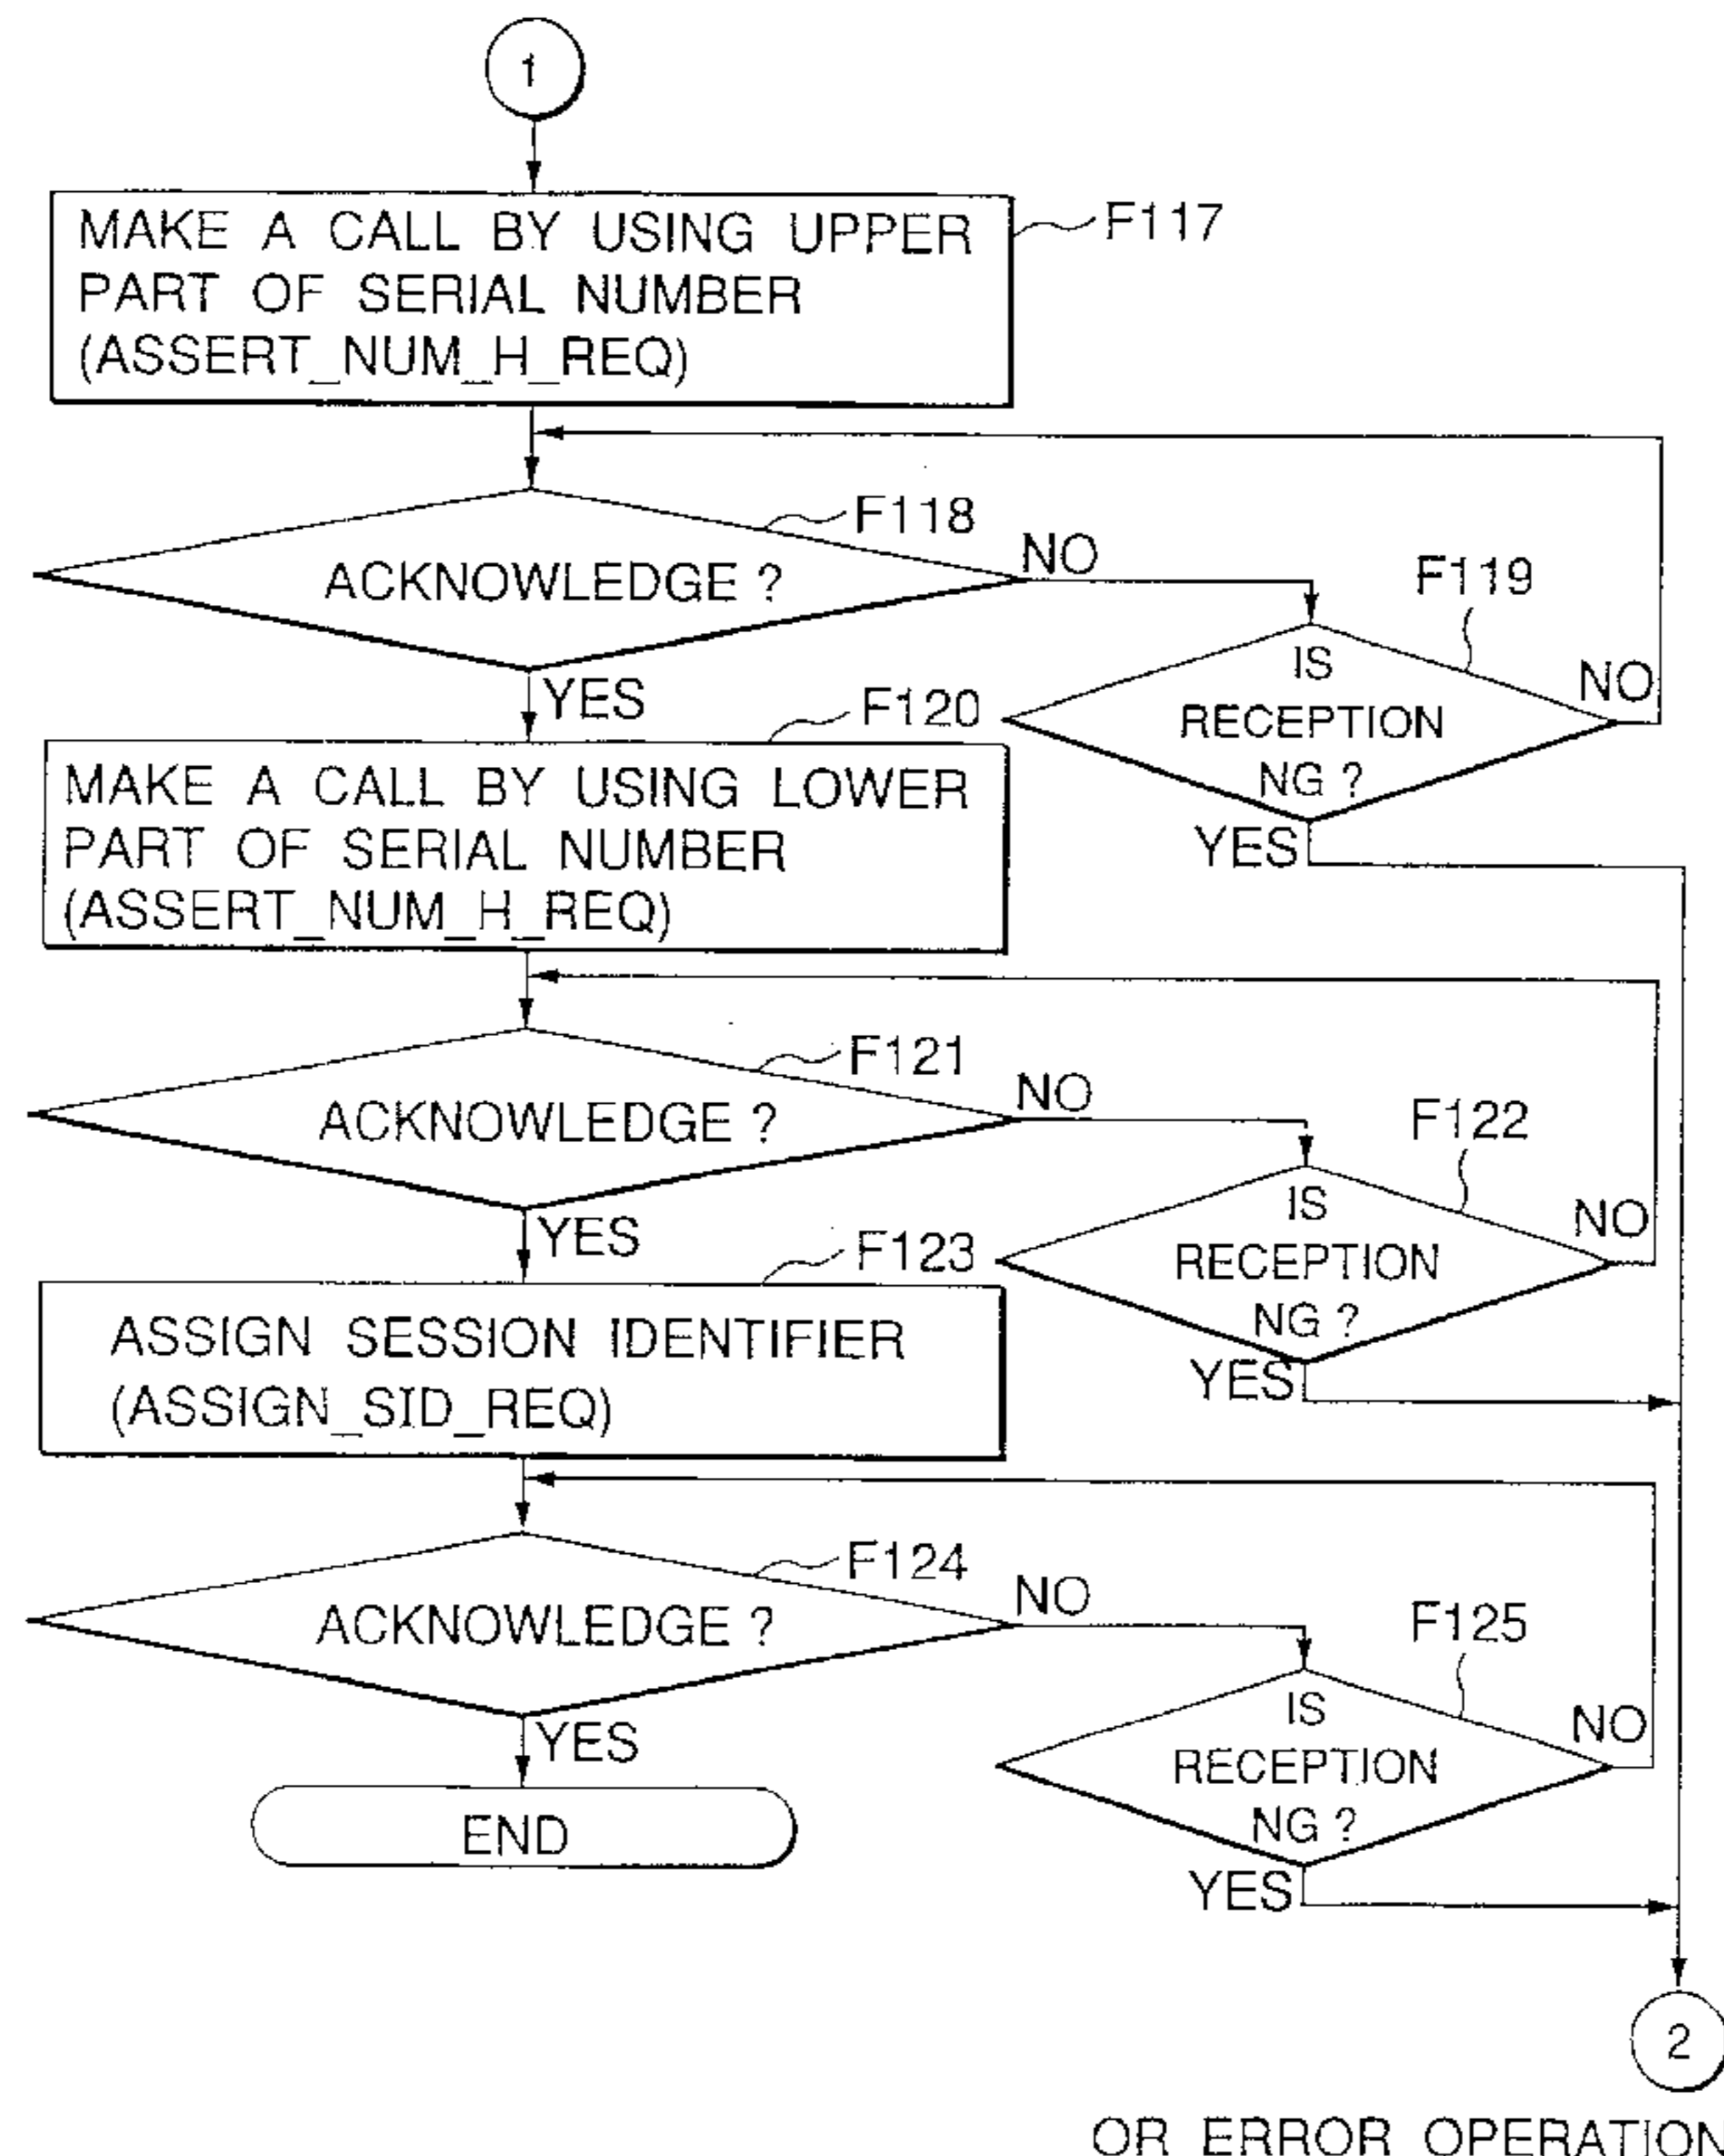 1
MAKE A CALL BY USING UPPER
PART OF SERIAL NUMBER
(ASSERT_NUM_H_REQ)
F117
F118
ACKNOWLEDGE ?
NO
F119
IS
RECEPTION
NG ?
NO
YES
YES
F120
MAKE A CALL BY USING LOWER
PART OF SERIAL NUMBER
(ASSERT_NUM_H_REQ)
F121
ACKNOWLEDGE ?
NO
F122
IS
RECEPTION
NG ?
NO
YES
YES
F123
ASSIGN SESSION IDENTIFIER
(ASSIGN_SID_REQ)
F124
ACKNOWLEDGE ?
NO
F125
IS
RECEPTION
NG ?
NO
YES
YES
END
2
OR ERROR OPERATION